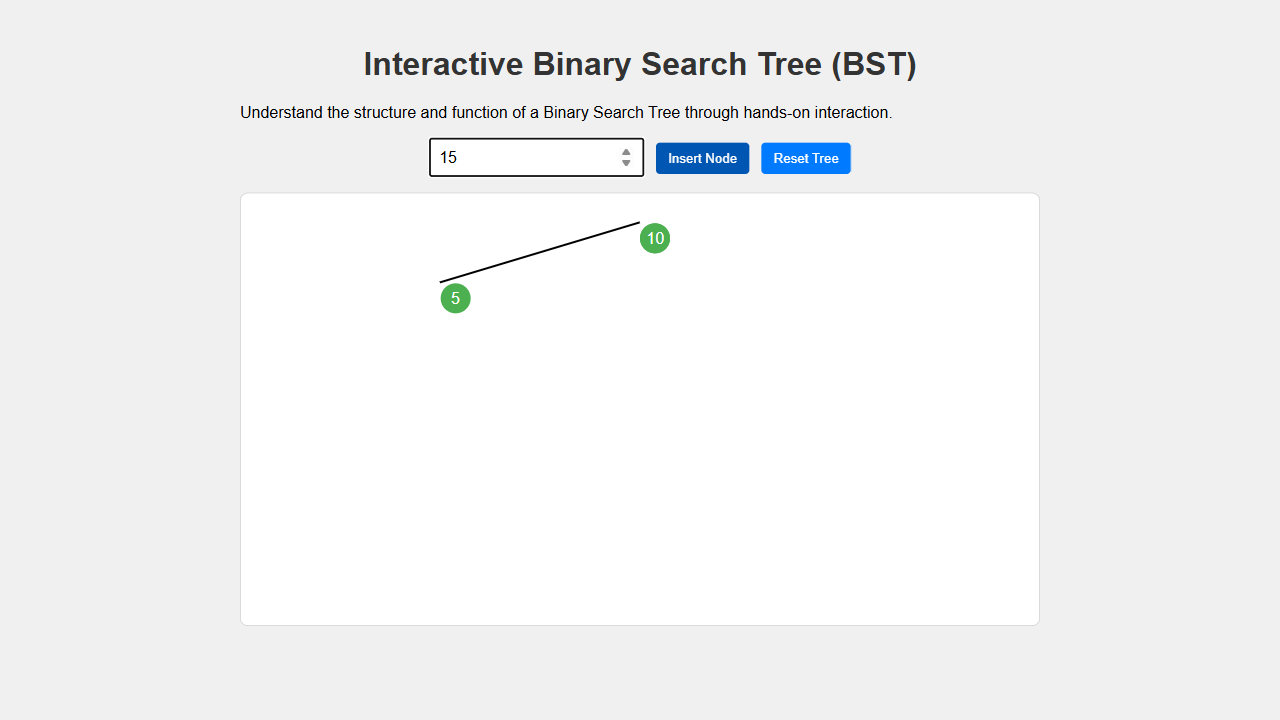 Interactive Binary Search Tree (BST)
Understand the structure and function of a Binary Search Tree through hands-on interaction.
15 Insert Node Reset Tree
10
5